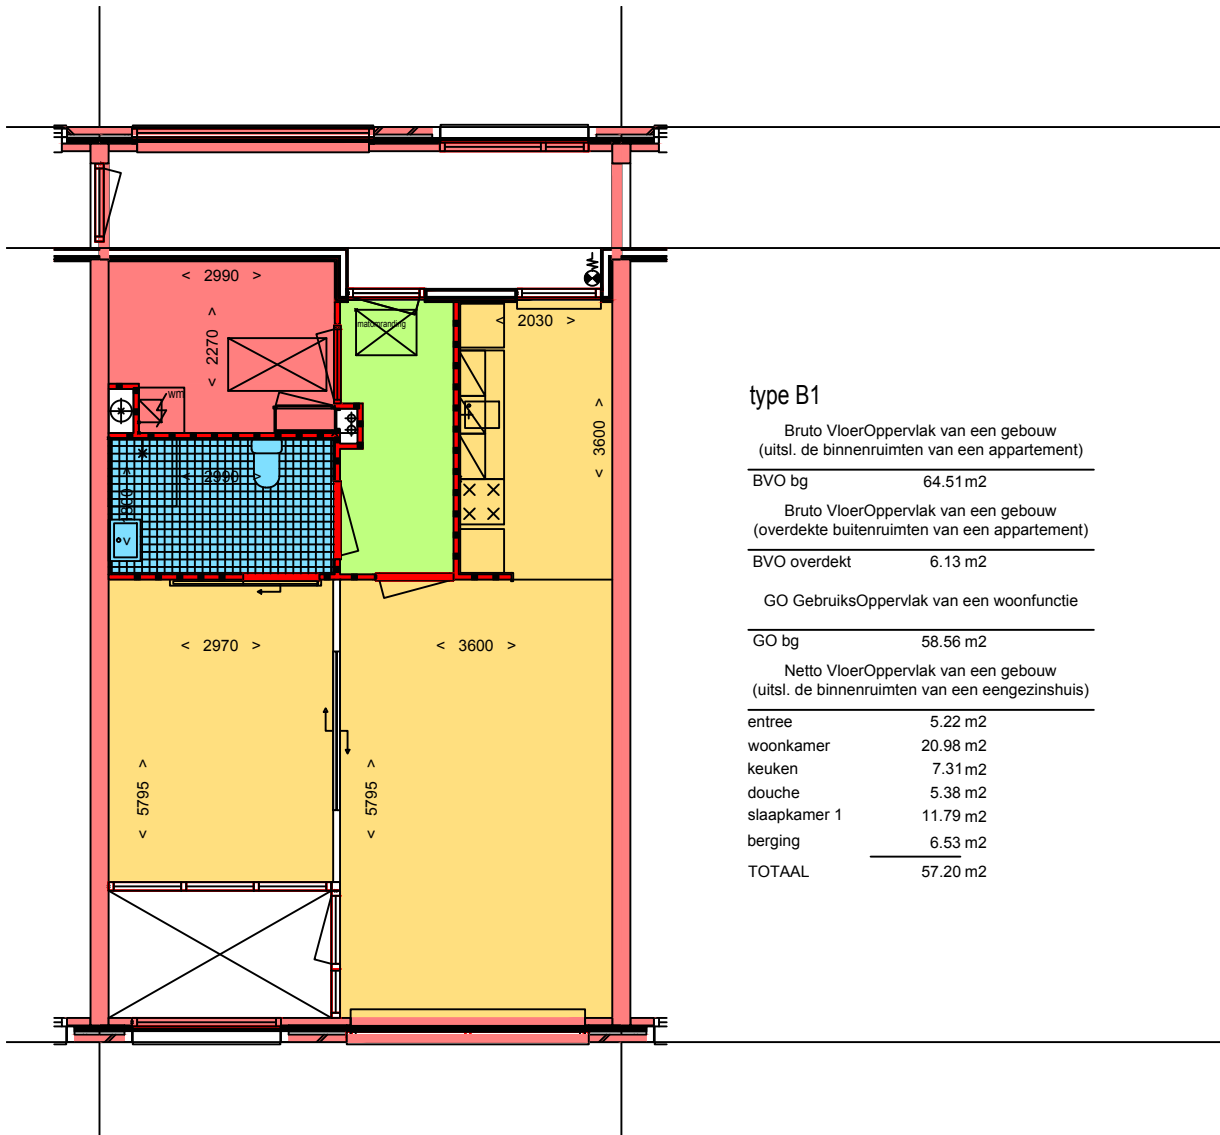 < 2990 >
< 2270 >
matomranding
< 2030 >
wm
< 3600 >
< 2990 >
< 2970 >
< 3600 >
< 5795 >
< 5795 >
type B1
Bruto VloerOppervlak van een gebouw
(uitsl. de binnenruimten van een appartement)
BVO bg 64.51 m2
Bruto VloerOppervlak van een gebouw
(overdekte buitenruimten van een appartement)
BVO overdekt 6.13 m2
GO GebruiksOppervlak van een woonfunctie
GO bg 58.56 m2
Netto VloerOppervlak van een gebouw
(uitsl. de binnenruimten van een eengezinshuis)
entree 5.22 m2
woonkamer 20.98 m2
keuken 7.31 m2
douche 5.38 m2
slaapkamer 1 11.79 m2
berging 6.53 m2
TOTAAL 57.20 m2